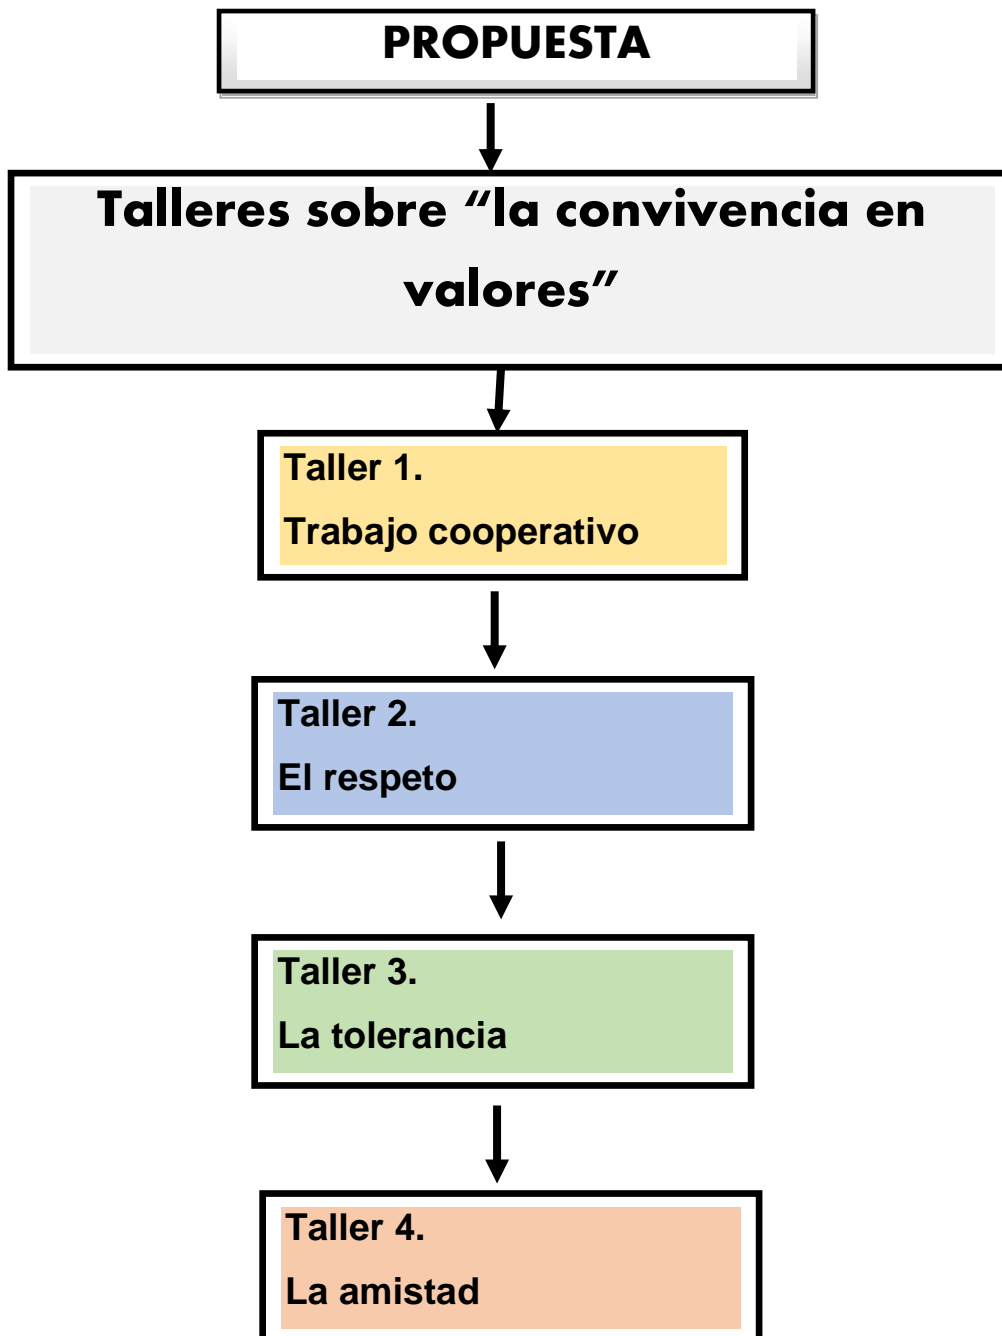 PROPUESTA
Talleres sobre “la convivencia en
valores”
Taller 1.
Trabajo cooperativo
Taller 2.
El respeto
Taller 3.
La tolerancia
Taller 4.
La amistad